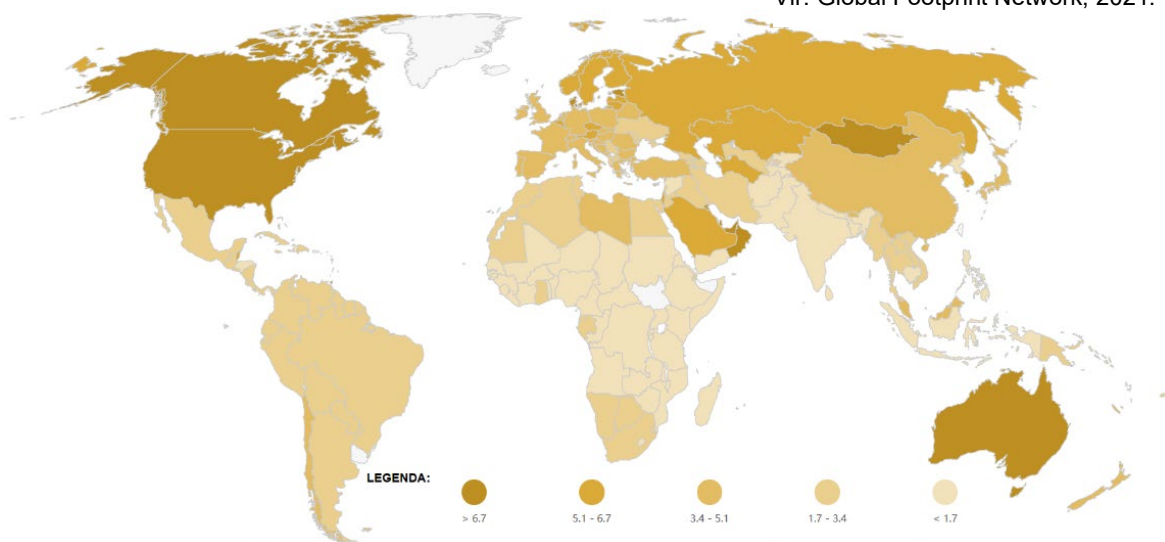 Vir: Global Footprint Network, 2021.
LEGENDA:
> 6.7
5.1 - 6.7
3.4 - 5.1
1.7 - 3.4
< 1.7